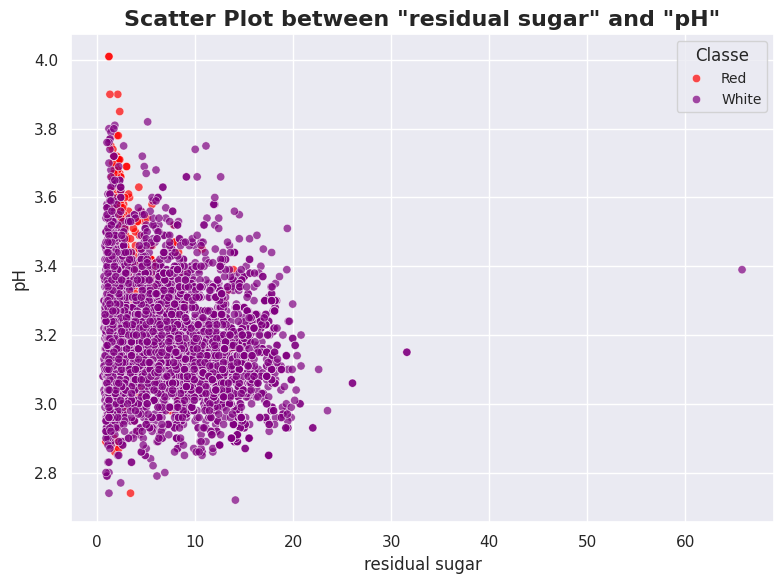 Scatter Plot between "residual sugar" and "pH"
Classe
Red
White
pH
4.0
3.8
3.6
3.4
3.2
3.0
2.8
0 10 20 30 40 50 60
residual sugar